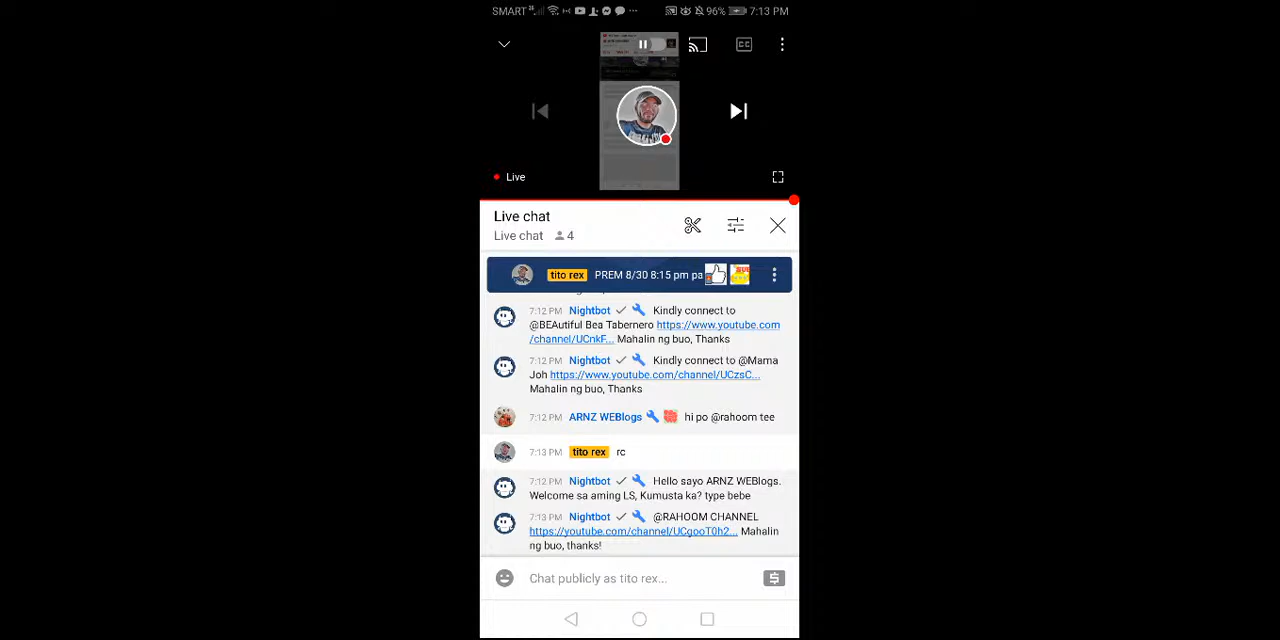 SMART 96% 7:13 PM
CC
Live
Live chat
Live chat 4
tito rex PREM 8/30 8:15 pm pa
7:12 PM Nightbot Kindly connect to
@BEAutiful Bea Tabernero https://www.youtube.com
/channel/UCnkF... Mahalin ng buo, Thanks
7:12 PM Nightbot Kindly connect to @Mama
Joh https://www.youtube.com/channel/UCzsC...
Mahalin ng buo, Thanks
7:12 PM ARNZ WEBlogs hi po @rahoom tee
7:13 PM tito rex rc
7:12 PM Nightbot Hello sayo ARNZ WEBlogs.
Welcome sa aming LS, Kumusta ka? type bebe
7:13 PM Nightbot @RAHOOM CHANNEL
https://youtube.com/channel/UCgooT0h2... Mahalin
ng buo, thanks!
Chat publicly as tito rex...